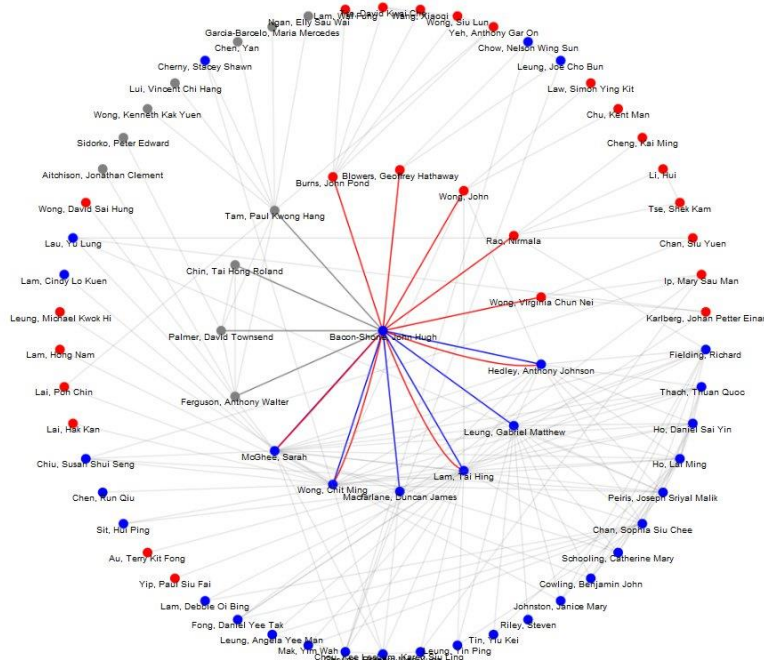 Ngan, Elly Sau Wai
Lam, Wai Fung
Wang, Xiaoqi
Wong, Siu Lun
Garcia-Barcelo, Maria Mercedes
Yeh, Anthony Gar On
Chen, Yan
Chow, Nelson Wing Sun
Cherny, Stacey Shawn
Leung, Joe Cho Bun
Lui, Vincent Chi Hang
Law, Simon Ying Kit
Wong, Kenneth Kak Yuen
Chu, Kent Man
Sidorko, Peter Edward
Cheng, Kai Ming
Aitchison, Jonathan Clement
Li, Hui
Burns, John Pond
Blowers, Geoffrey Hathaway
Wong, John
Wong, David Sai Hung
Tse, Shek Kam
Tam, Paul Kwong Hang
Rao, Nirmala
Lau, Yu Lung
Chan, Siu Yuen
Chin, Tai Hong Roland
Lam, Cindy Lo Kuen
Ip, Mary Sau Man
Wong, Virginia Chun Nei
Leung, Michael Kwok Hi
Karlberg, Johan Petter Einar
Palmer, David Townsend
Bacon-Shone, John Hugh
Lam, Hong Nam
Fielding, Richard
Hedley, Anthony Johnson
Lai, Poh Chin
Thach, Thuan Quoc
Ferguson, Anthony Walter
Lai, Hak Kan
Ho, Daniel Sai Yin
Leung, Gabriel Matthew
McGhee, Sarah
Chiu, Susan Shui Seng
Ho, Lai Ming
Lam, Tai Hing
Wong, Chit Ming
Macfarlane, Duncan James
Chen, Run Qiu
Peiris, Joseph Sriyal Malik
Sit, Hui Ping
Chan, Sophia Siu Chee
Au, Terry Kit Fong
Schooling, Catherine Mary
Yip, Paul Siu Fai
Cowling, Benjamin John
Lam, Debbie Oi Bing
Johnston, Janice Mary
Fong, Daniel Yee Tak
Riley, Steven
Leung, Angela Yee Man
Tin, Yiu Kei
Mak, Yim Wah
Leung, Yin Ping